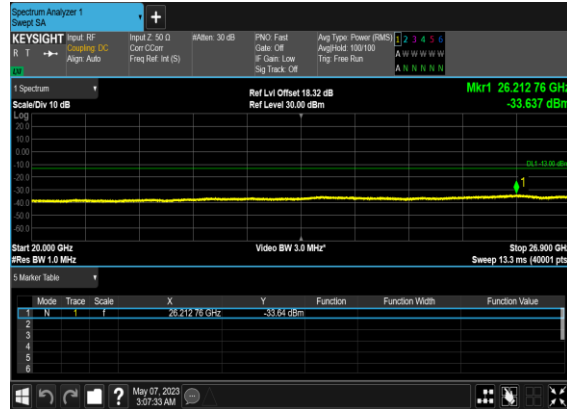 Spectrum Analyzer 1
Swept SA
+
KEYSIGHT Input: RF Input Z: 50 Ω #Atten: 30 dB PNO: Fast Avg Type: Power (RMS) 1 2 3 4 5 6
R T Coupling: DC Corr CCorr Gate: Off Avg|Hold: 100/100 A W W W W W
Align: Auto Freq Ref: Int (S) IF Gain: Low Trig: Free Run
Sig Track: Off A N N N N N
1 Spectrum Ref Lvl Offset 18.32 dB Mkr1 26.212 76 GHz
Scale/Div 10 dB Ref Level 30.00 dBm -33.637 dBm
Log
20.0
10.0
0.00
-10.0 DL1 -13.00 dBm
-20.0
-30.0 1
-40.0
-50.0
-60.0
Start 20.000 GHz Video BW 3.0 MHz* Stop 26.900 GHz
#Res BW 1.0 MHz Sweep 13.3 ms (40001 pts)
5 Marker Table
Mode Trace Scale X Y Function Function Width Function Value
1 N 1 f 26.212 76 GHz -33.64 dBm
2
3
4
5
6
? May 07, 2023
3:07:33 AM